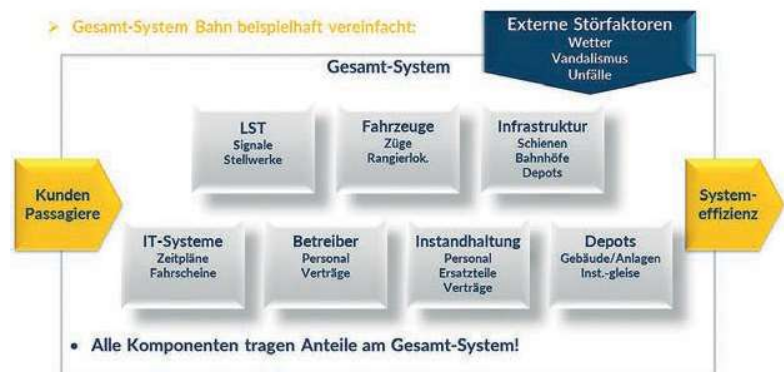 ➢ Gesamt-System Bahn beispielhaft vereinfacht:
Externe Störfaktoren
Wetter
Vandalismus
Unfälle
Gesamt-System
LST
Signale
Stellwerke
Fahrzeuge
Züge
Rangierlok.
Infrastruktur
Schienen
Bahnhöfe
Depots
Kunden
Passagiere
System-
effizienz
IT-Systeme
Zeitpläne
Fahrscheine
Betreiber
Personal
Verträge
Instandhaltung
Personal
Ersatzteile
Verträge
Depots
Gebäude/Anlagen
Inst.-gleise
• Alle Komponenten tragen Anteile am Gesamt-System!